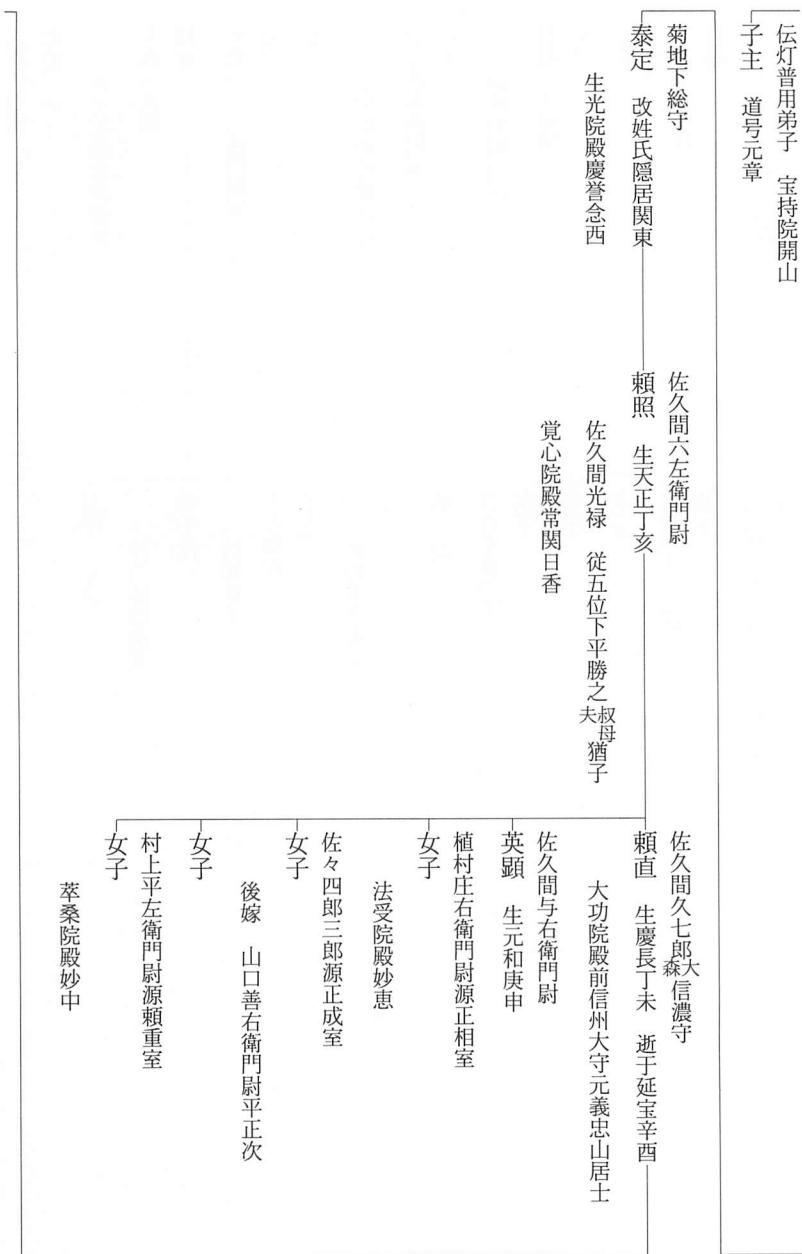 伝灯普用弟子　宝持院開山
子主　道号元章
菊地下総守
泰定　改姓氏隠居関東
生光院殿慶誉念西
佐久間六左衛門尉
頼照　生天正丁亥
佐久間光禄　従五位下平勝之叔母夫猶子
覚心院殿常関日香
佐久間久七郎大森信濃守
頼直　生慶長丁未　逝于延宝辛酉
大功院殿前信州大守元義忠山居士
佐久間与右衛門尉
英顕　生元和庚申
植村庄右衛門尉源正相室
女子
法受院殿妙恵
佐々四郎三郎源正成室
女子
後嫁　山口善右衛門尉平正次
女子
村上平左衛門尉源頼重室
女子
萃桑院殿妙中